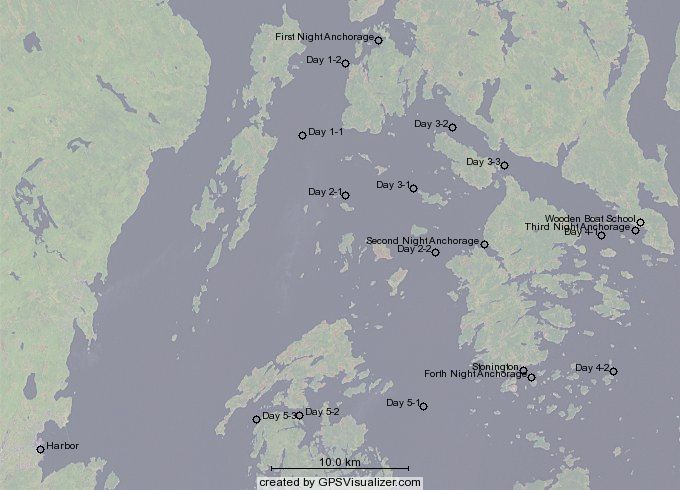 First Night Anchorage
Day 1-2
Day 3-2
Day 1-1
Day 3-3
Day 3-1
Day 2-1
Wooden Boat School
Third Night Anchorage
Day 4-1
Second Night Anchorage
Day 2-2
Stonington
Day 4-2
Forth Night Anchorage
Day 5-1
Day 5-2
Day 5-3
Harbor
10.0 km
created by GPSVisualizer.com